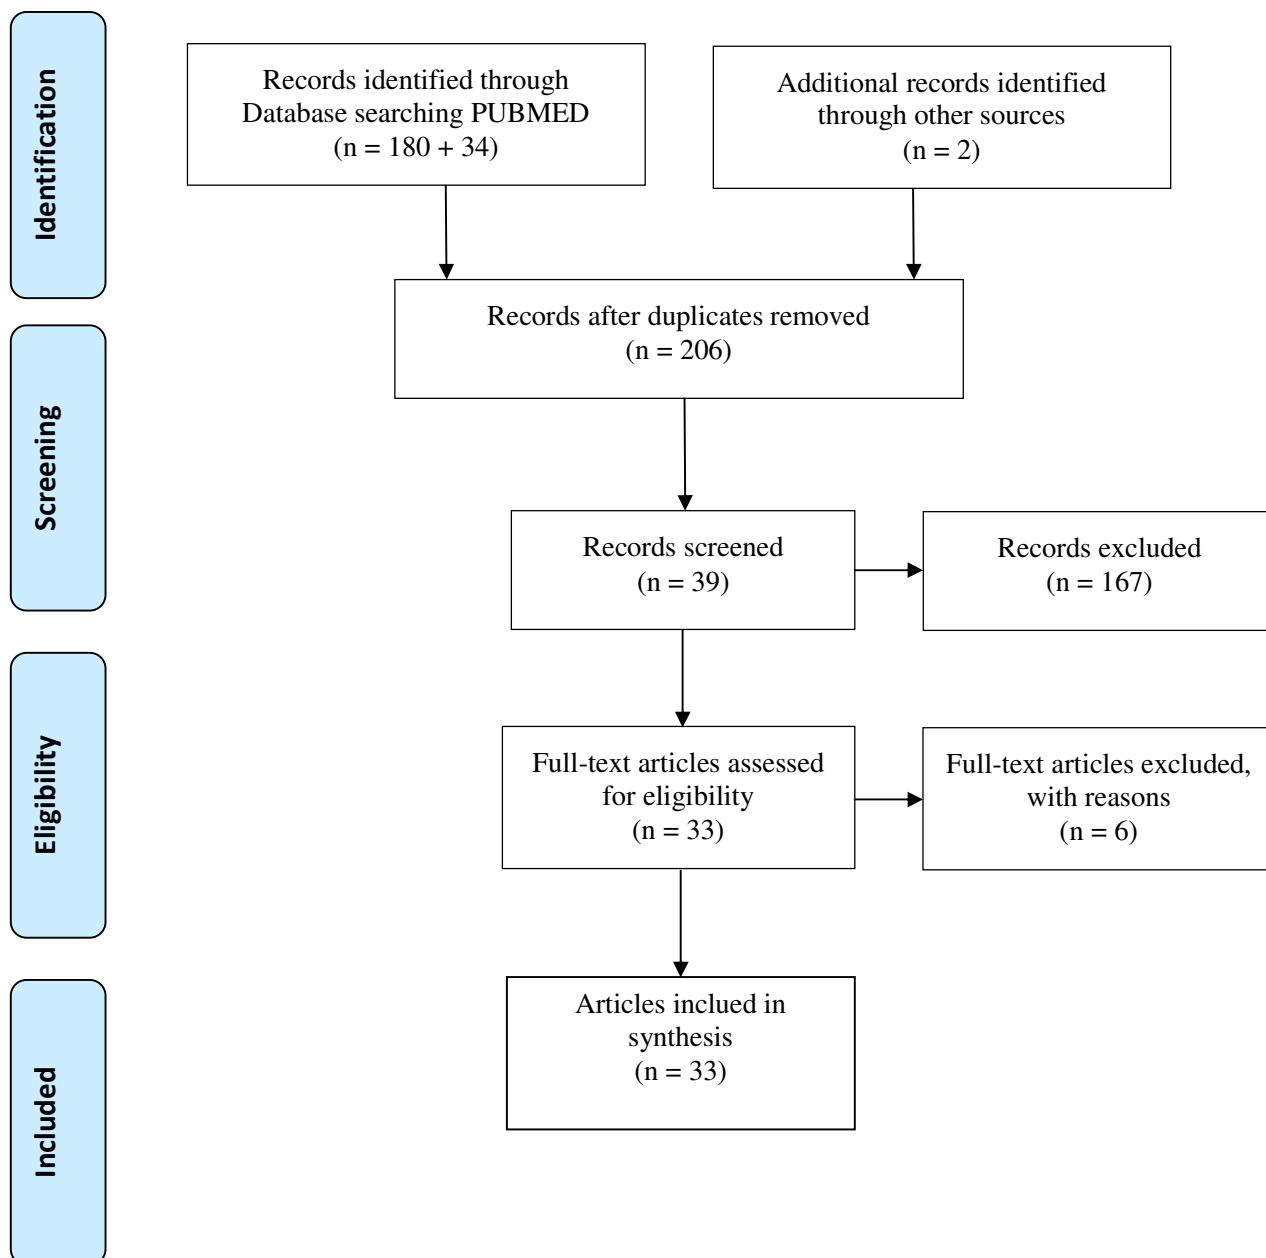 Identification
Records identified through
Database searching PUBMED
(n = 180 + 34)
Additional records identified
through other sources
(n = 2)
Records after duplicates removed
(n = 206)
Screening
Records screened
(n = 39)
Records excluded
(n = 167)
Eligibility
Full-text articles assessed
for eligibility
(n = 33)
Full-text articles excluded,
with reasons
(n = 6)
Included
Articles inclued in
synthesis
(n = 33)